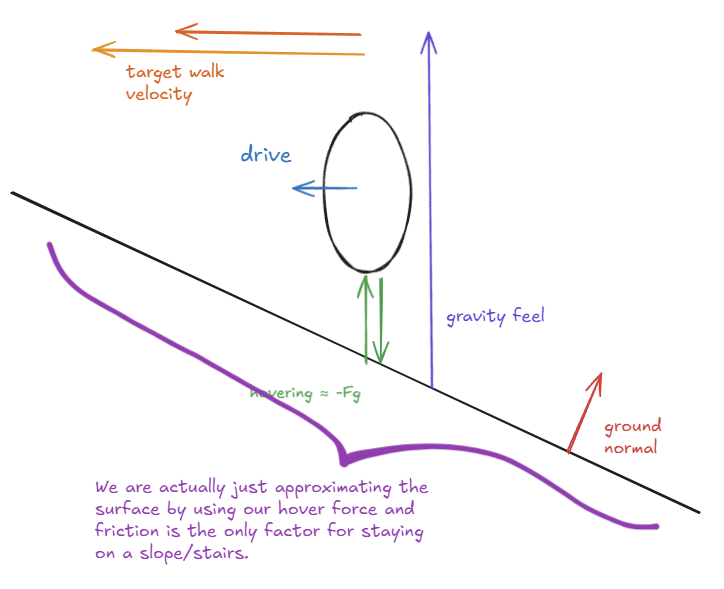 target walk
velocity
drive
gravity feel
hovering ≈ -Fg
ground
normal
We are actually just approximating the
surface by using our hover force and
friction is the only factor for staying
on a slope/stairs.